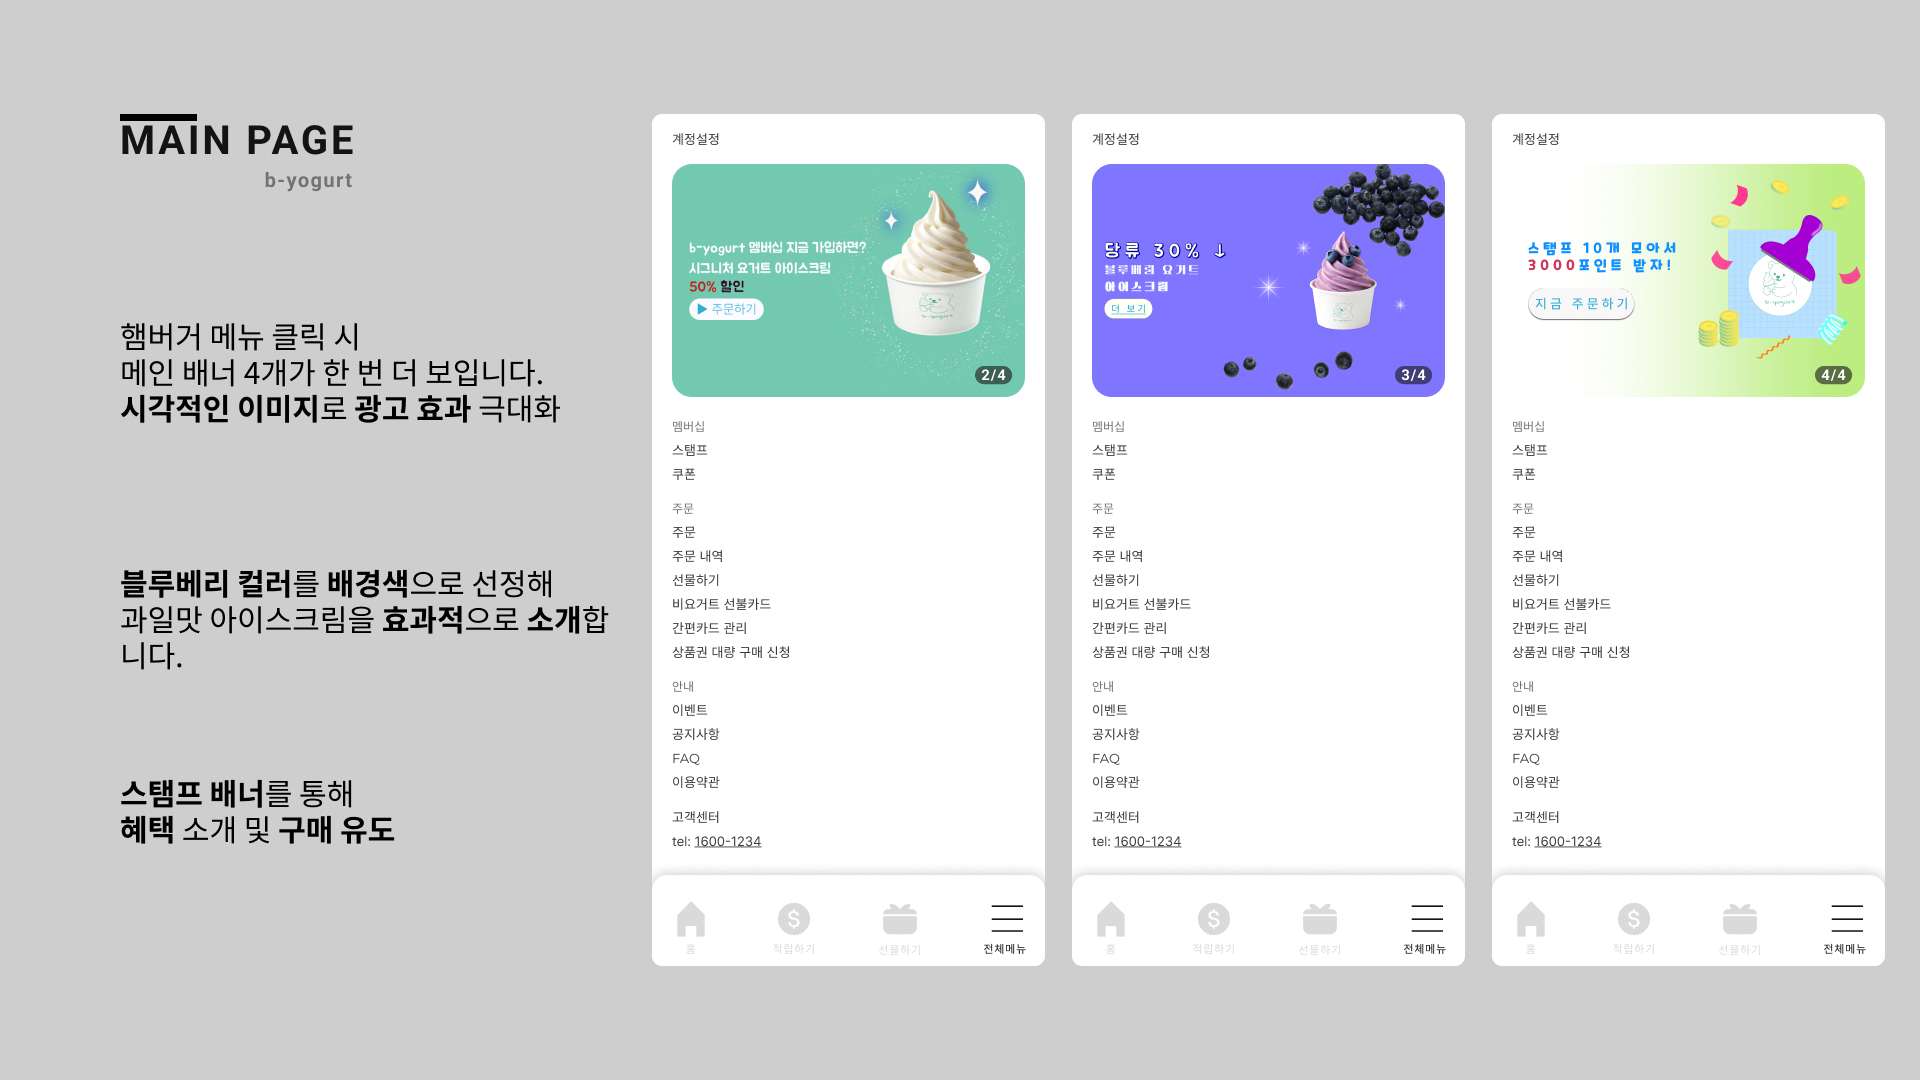 MAIN PAGE
b-yogurt
햄버거 메뉴 클릭 시
메인 배너 4개가 한 번 더 보입니다.
시각적인 이미지로 광고 효과 극대화
블루베리 컬러를 배경색으로 선정해
과일맛 아이스크림을 효과적으로 소개합
니다.
스탬프 배너를 통해
혜택 소개 및 구매 유도
계정설정
b-yogurt 멤버십 지금 가입하면?
시그니처 요거트 아이스크림
50% 할인
▶ 주문하기
2/4
멤버십
스탬프
쿠폰
주문
주문
주문 내역
선물하기
비요거트 선불카드
간편카드 관리
상품권 대량 구매 신청
안내
이벤트
공지사항
FAQ
이용약관
고객센터
tel: 1600-1234
홈
적립하기
선물하기
전체메뉴
계정설정
당류 30% ↓
블루베리 요거트
아이스크림
더 보기
3/4
멤버십
스탬프
쿠폰
주문
주문
주문 내역
선물하기
비요거트 선불카드
간편카드 관리
상품권 대량 구매 신청
안내
이벤트
공지사항
FAQ
이용약관
고객센터
tel: 1600-1234
홈
적립하기
선물하기
전체메뉴
계정설정
스탬프 10개 모아서
3000포인트 받자!
지금 주문하기
b-yogurt
4/4
멤버십
스탬프
쿠폰
주문
주문
주문 내역
선물하기
비요거트 선불카드
간편카드 관리
상품권 대량 구매 신청
안내
이벤트
공지사항
FAQ
이용약관
고객센터
tel: 1600-1234
홈
적립하기
선물하기
전체메뉴